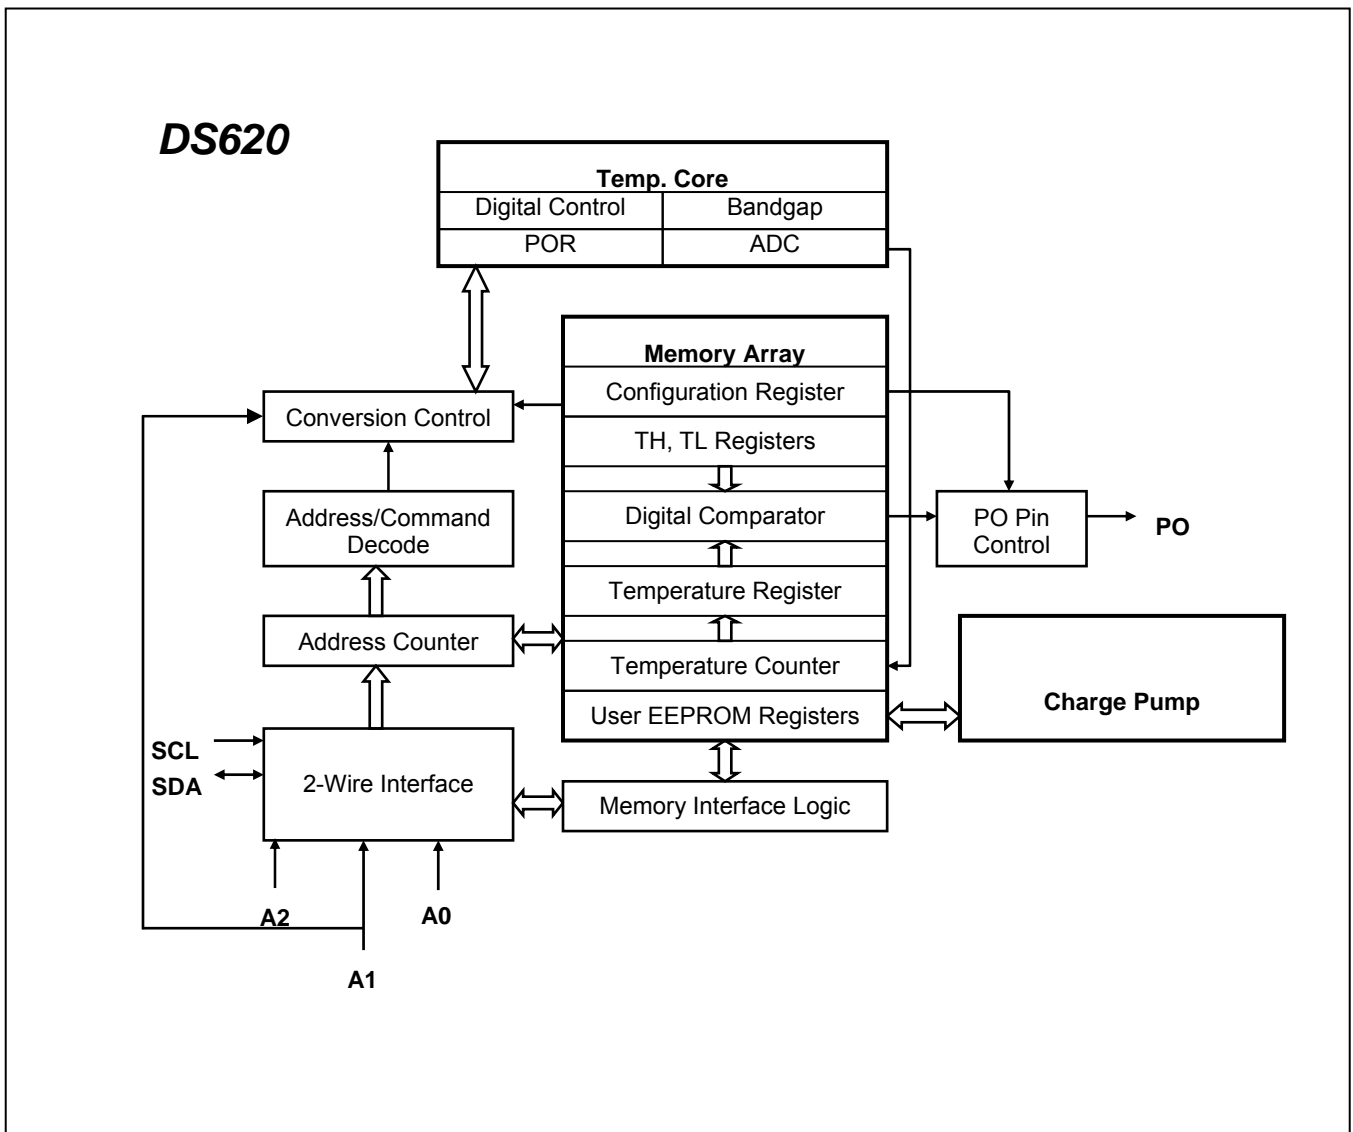 DS620
Temp. Core
Digital Control
Bandgap
POR
ADC
Memory Array
Configuration Register
TH, TL Registers
Digital Comparator
Temperature Register
Temperature Counter
User EEPROM Registers
Conversion Control
Address/Command
Decode
Address Counter
2-Wire Interface
SCL
SDA
A2
A0
A1
Memory Interface Logic
PO Pin
Control
PO
Charge Pump